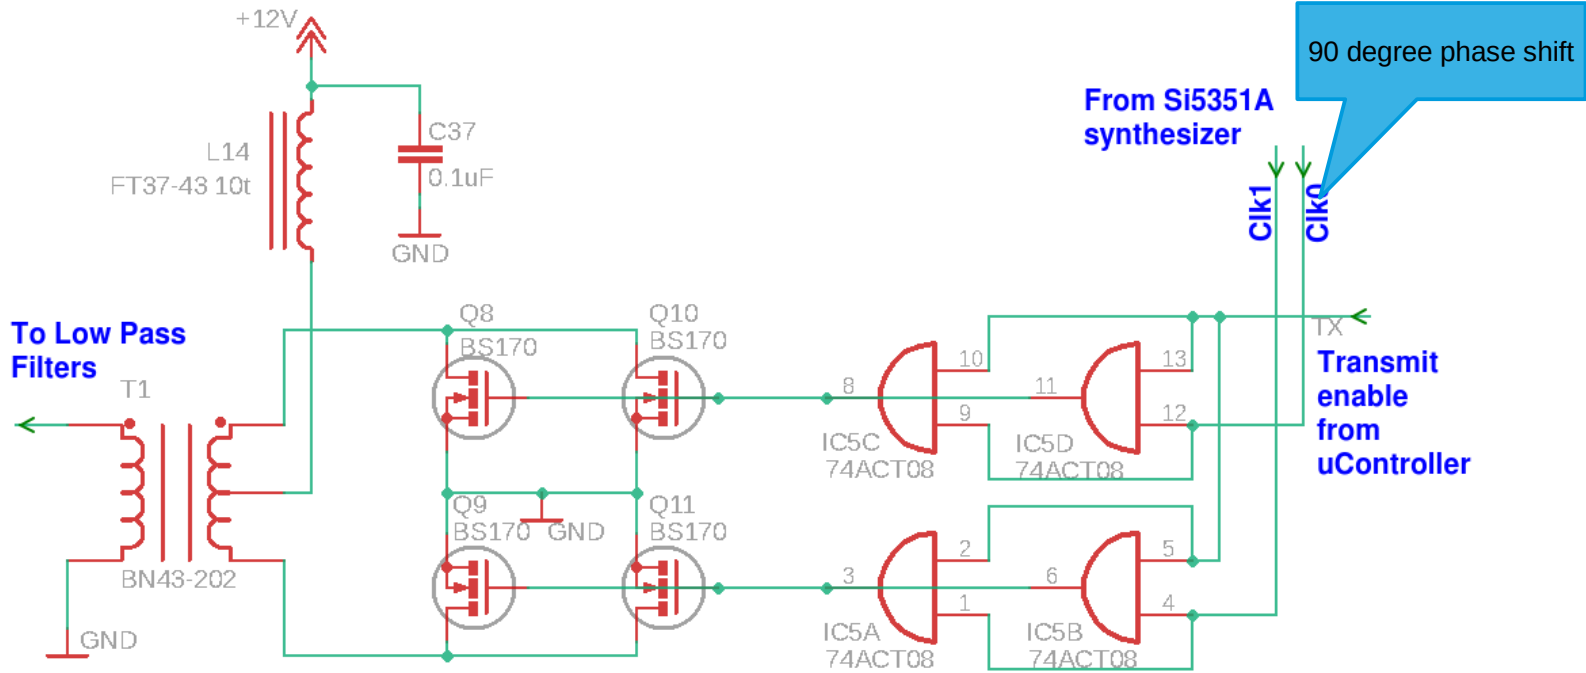 +12V
90 degree phase shift
From Si5351A
synthesizer
C37
0.1uF
L14
FT37-43 10t
GND
Clk1
Clk0
To Low Pass
Filters
T1
Q8
BS170
Q10
BS170
TX
Transmit
enable
from
uController
8
10
9
11
13
12
IC5C
74ACT08
IC5D
74ACT08
Q9
BS170
GND
Q11
BS170
BN43-202
GND
3
2
1
6
5
4
IC5A
74ACT08
IC5B
74ACT08